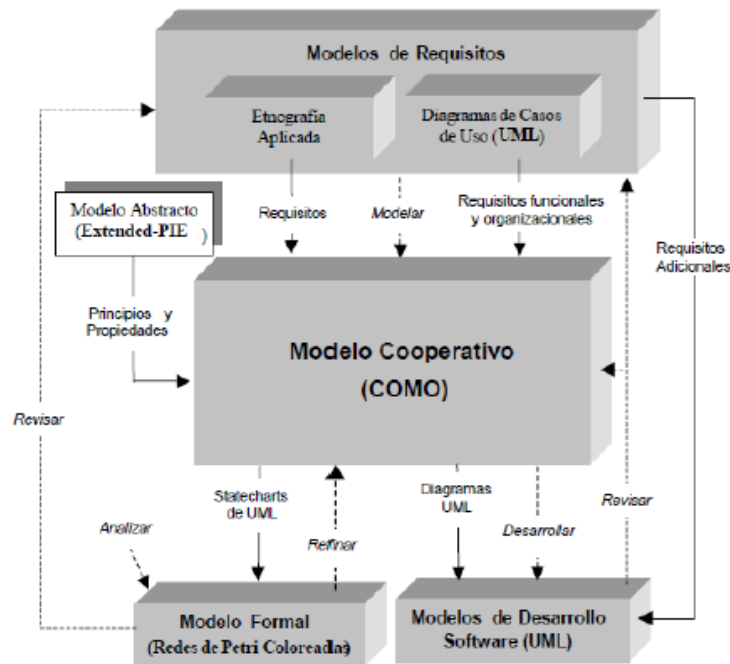 Modelos de Requisitos
Etnografía
Aplicada
Diagramas de Casos
de Uso (UML)
Modelo Abstracto
(Extended-PIE )
Requisitos
Modelar
Requisitos funcionales
y organizacionales
Requisitos
Adicionales
Principios y
Propiedades
Modelo Cooperativo
(COMO)
Revisar
Statecharts
de UML
Diagramas
UML
Revisar
Analizar
Refinar
Desarrollar
Modelo Formal
(Redes de Petri Coloreadas)
Modelos de Desarrollo
Software (UML)